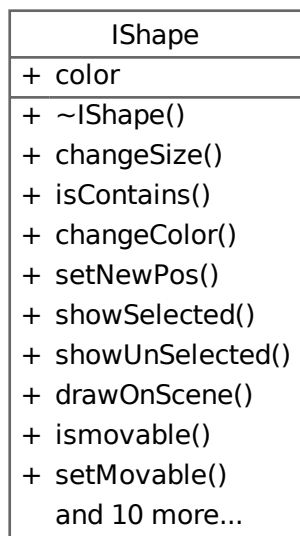 IShape
+ color
+ ~IShape()
+ changeSize()
+ isContains()
+ changeColor()
+ setNewPos()
+ showSelected()
+ showUnSelected()
+ drawOnScene()
+ ismovable()
+ setMovable()
and 10 more...